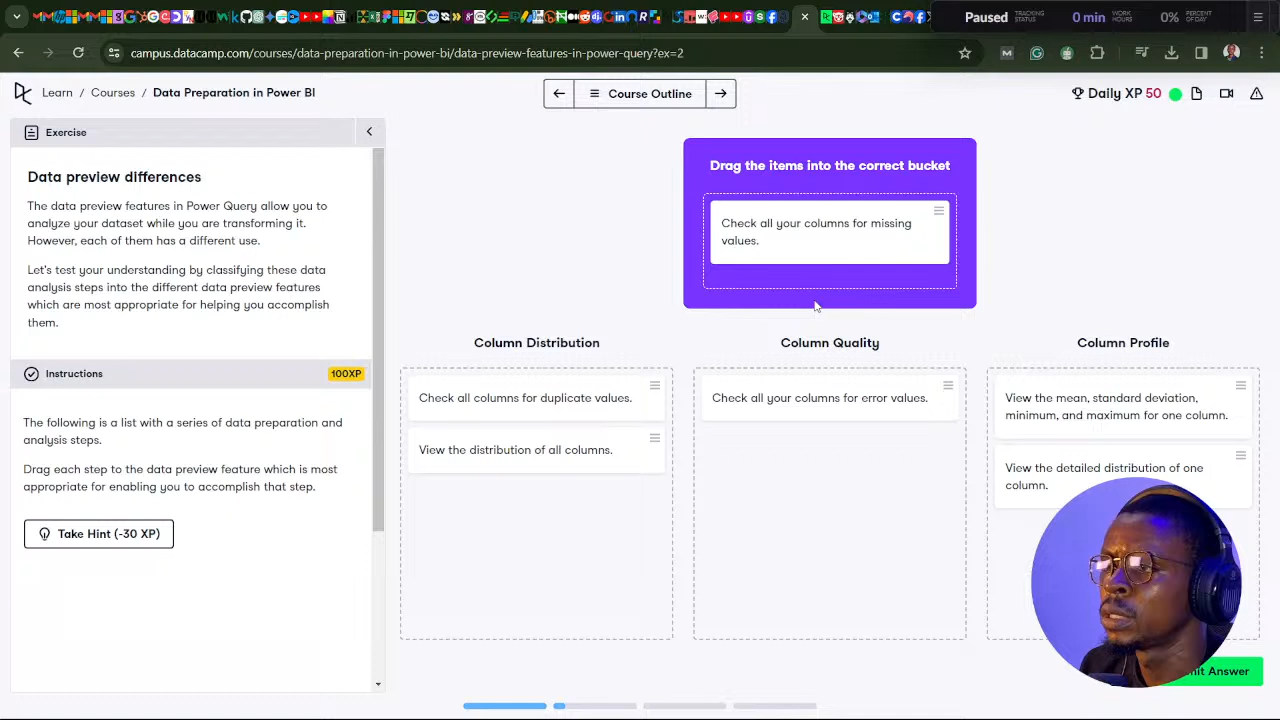 Paused
TRACKING STATUS
0 min
WORK HOURS
0%
PERCENT OF DAY
campus.datacamp.com/courses/data-preparation-in-power-bi/data-preview-features-in-power-query?ex=2
Learn / Courses / Data Preparation in Power BI
Course Outline
Daily XP 50
Exercise
Data preview differences
The data preview features in Power Query allow you to
analyze your dataset while you are transforming it.
However, each of them has a different use.
Let's test your understanding by classifying these data
analysis steps into the different data preview features
which are most appropriate for helping you accomplish
them.
Instructions
100XP
The following is a list with a series of data preparation and
analysis steps.
Drag each step to the data preview feature which is most
appropriate for enabling you to accomplish that step.
Take Hint (-30 XP)
Drag the items into the correct bucket
Check all your columns for missing
values.
Column Distribution
Check all columns for duplicate values.
View the distribution of all columns.
Column Quality
Check all your columns for error values.
Column Profile
View the mean, standard deviation,
minimum, and maximum for one column.
View the detailed distribution of one
column.
Answer